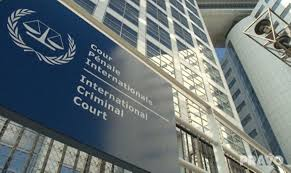 Cour
Pénale
Internationale
International
Criminal
Court
PRAVO